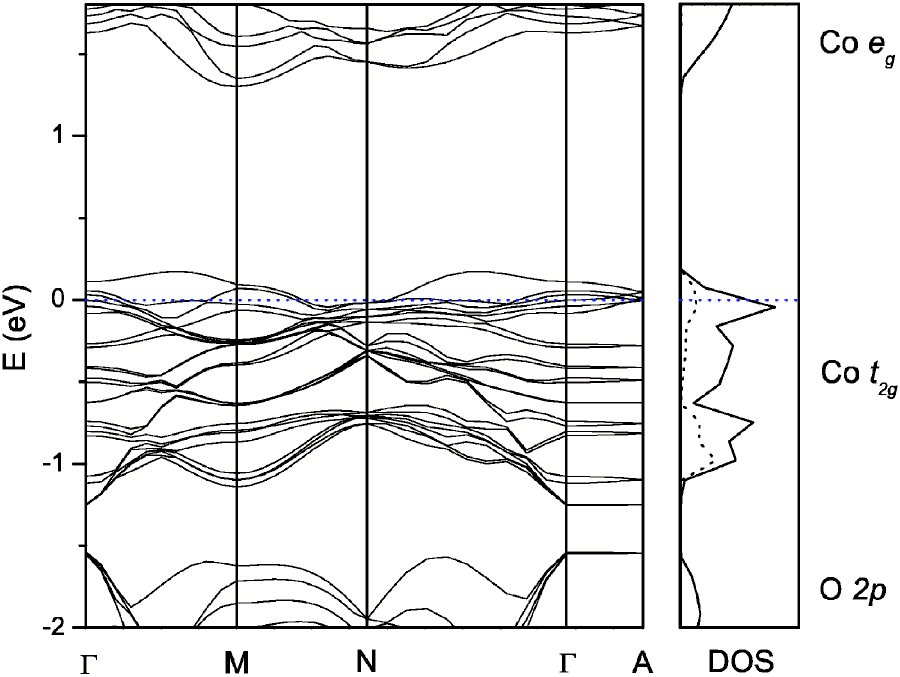 Co e_g
1
0
E (eV)
Co t_2g
-1
O 2p
-2
Γ M N Γ A DOS